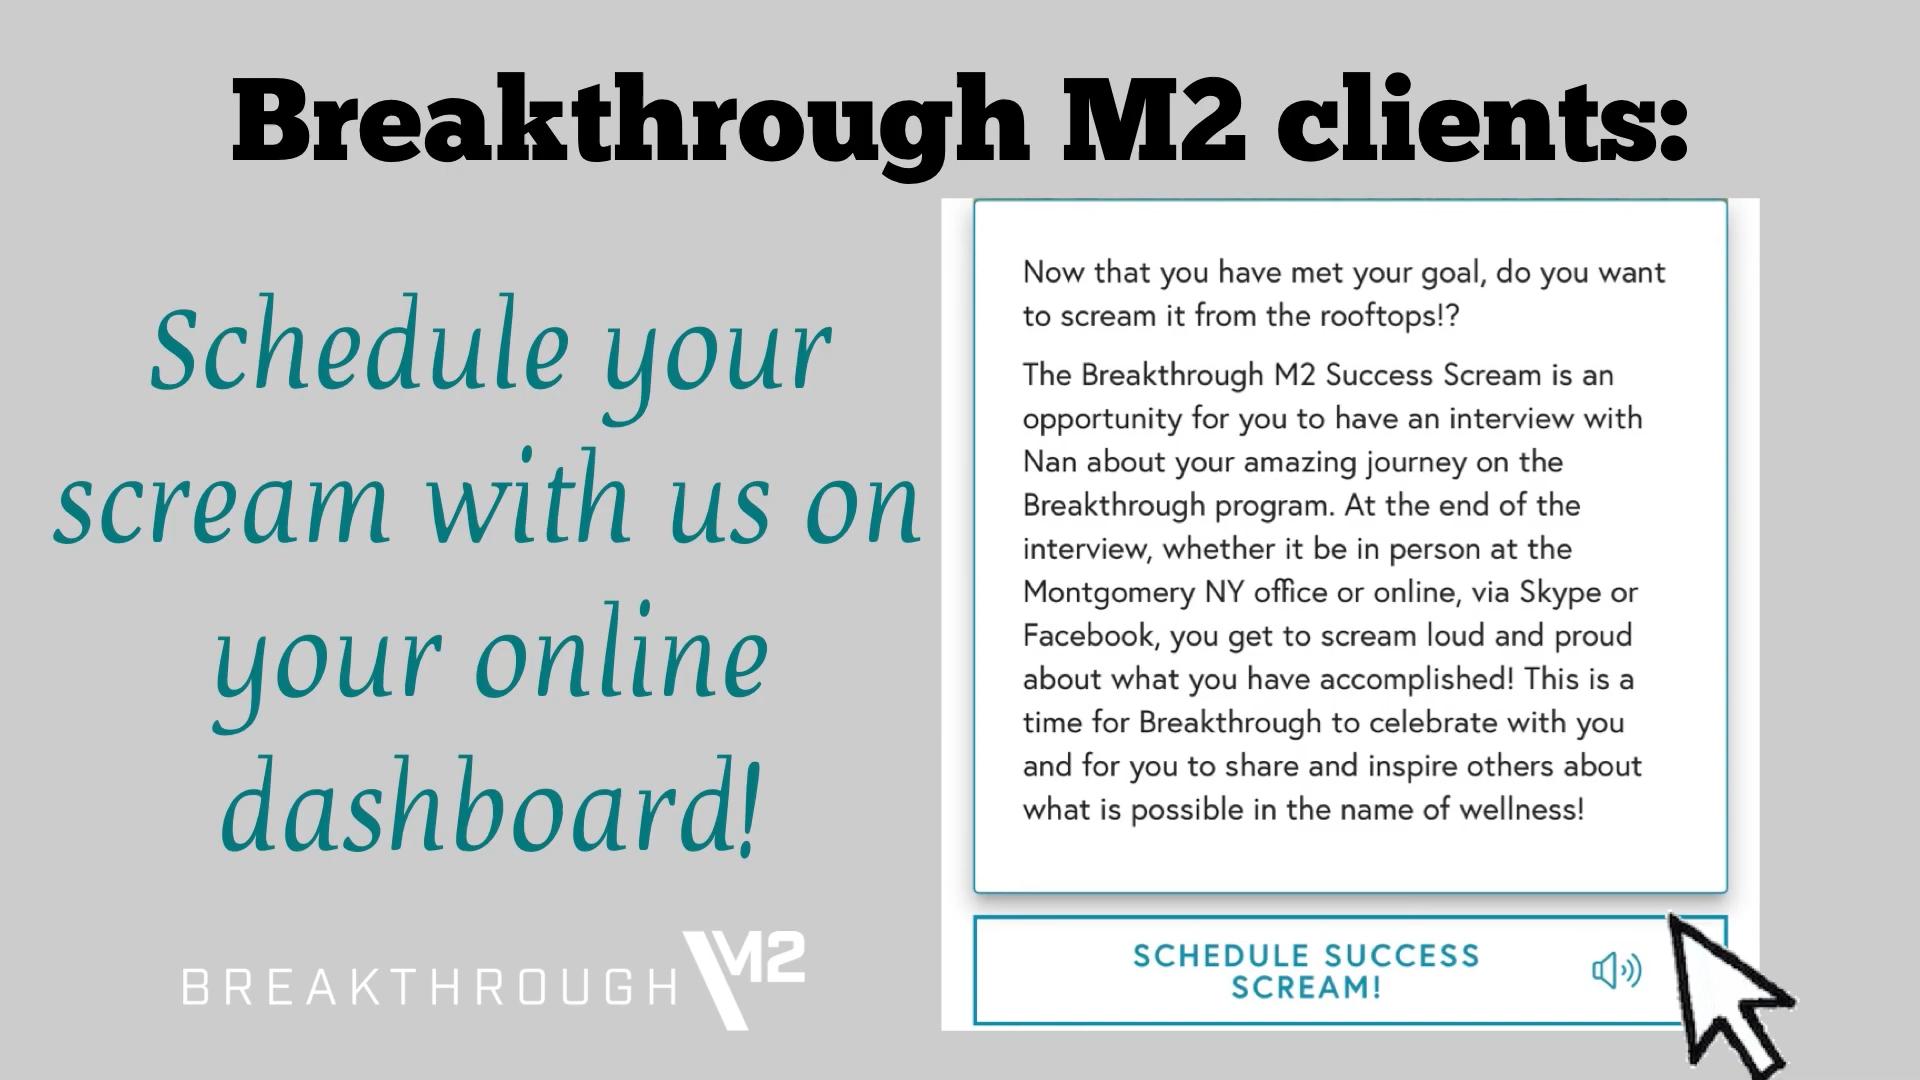 Breakthrough M2 clients:
Schedule your
scream with us on
your online
dashboard!
BREAKTHROUGH M2
Now that you have met your goal, do you want
to scream it from the rooftops!?
The Breakthrough M2 Success Scream is an
opportunity for you to have an interview with
Nan about your amazing journey on the
Breakthrough program. At the end of the
interview, whether it be in person at the
Montgomery NY office or online, via Skype or
Facebook, you get to scream loud and proud
about what you have accomplished! This is a
time for Breakthrough to celebrate with you
and for you to share and inspire others about
what is possible in the name of wellness!
SCHEDULE SUCCESS
SCREAM!